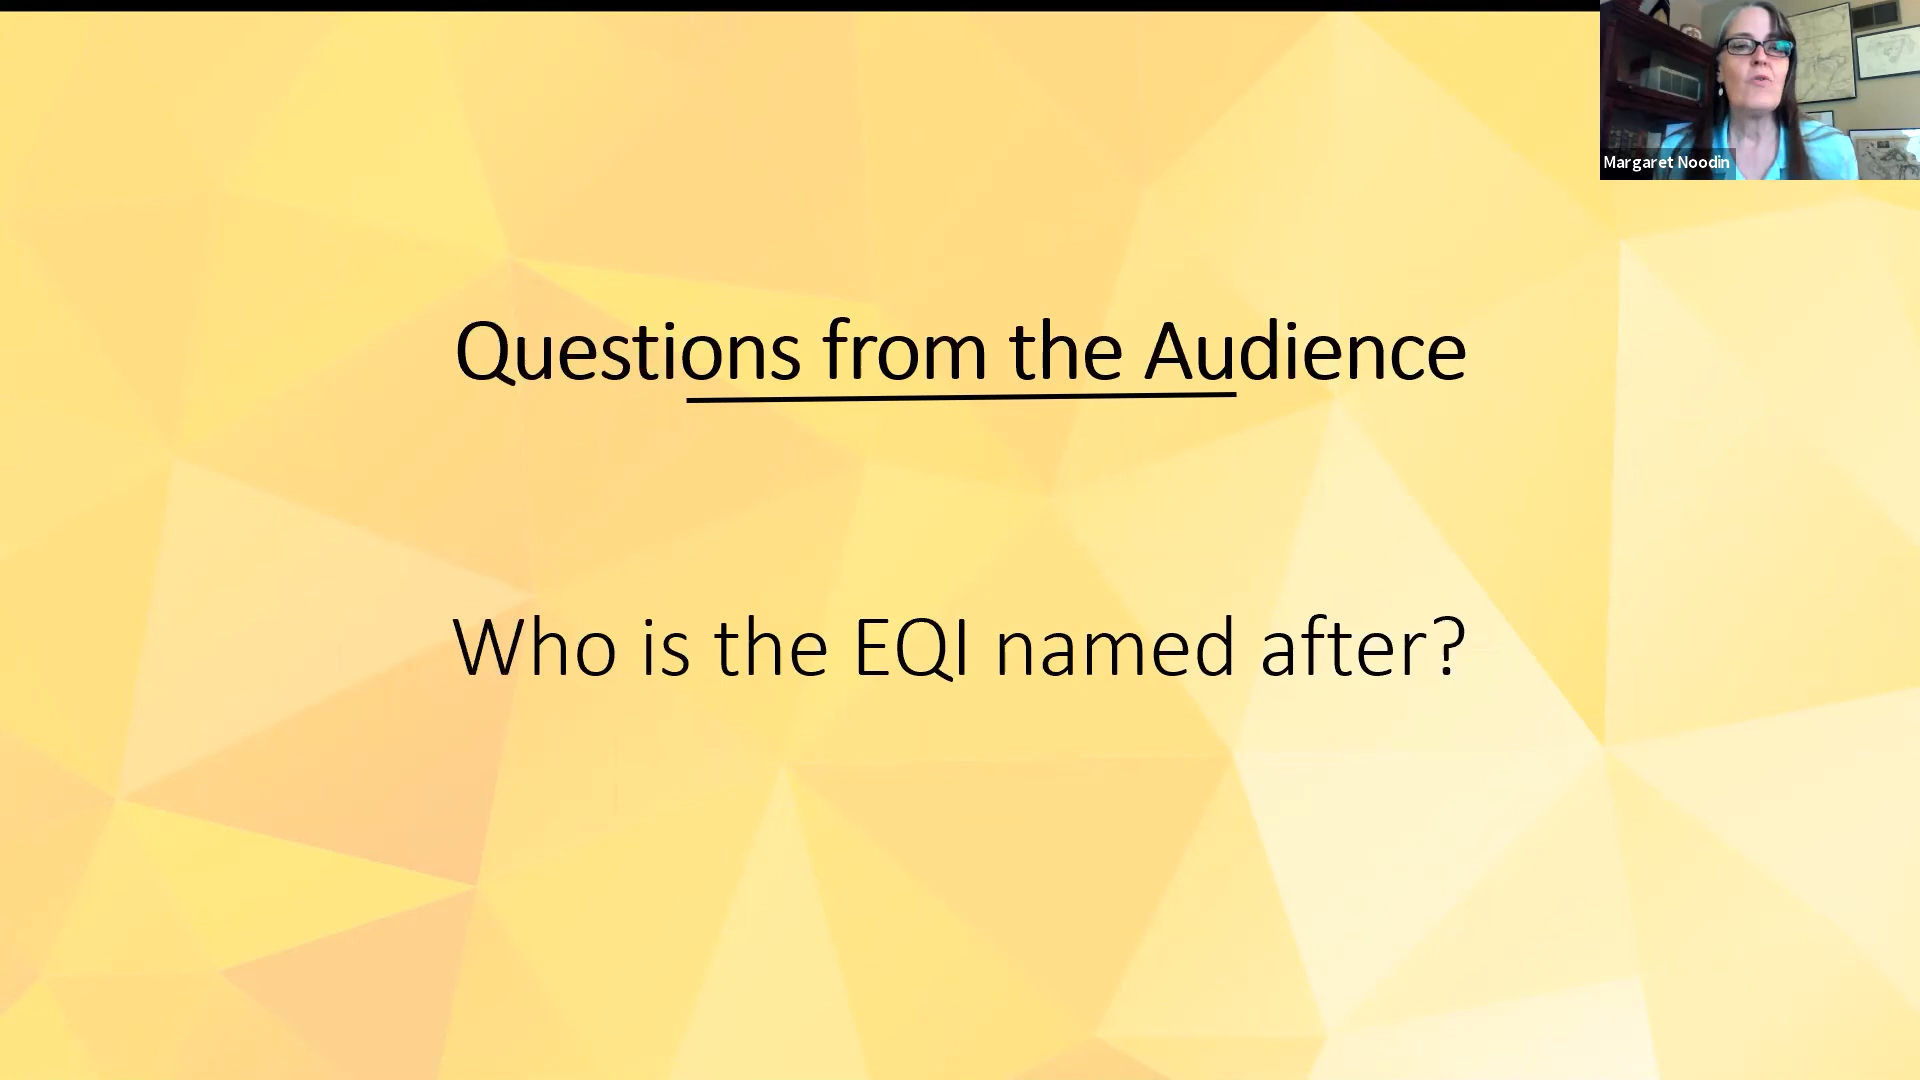 Questions from the Audience
Who is the EQI named after?
Margaret Noodin